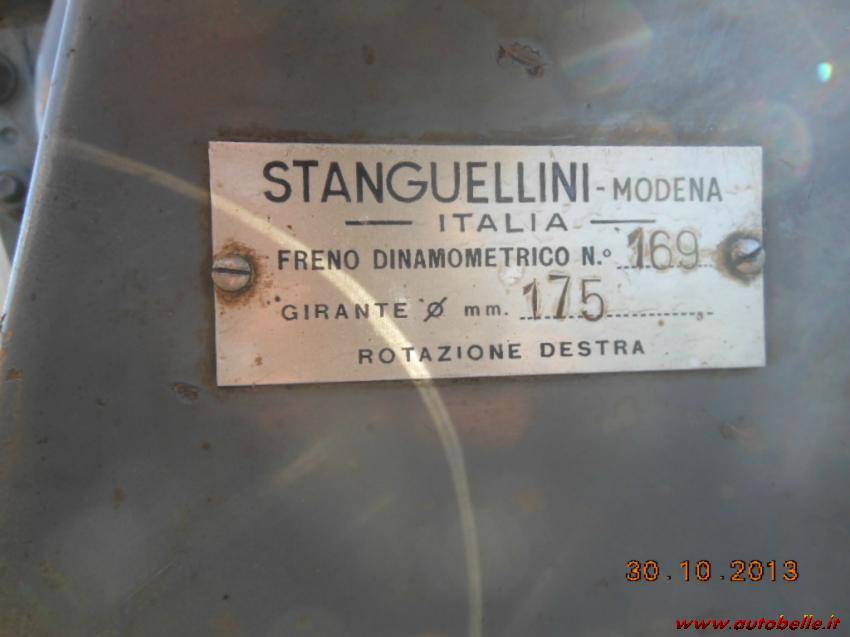 STANGUELLINI - MODENA
ITALIA
FRENO DINAMOMETRICO N.° 169
GIRANTE Ø mm. 175
ROTAZIONE DESTRA
30.10.2013
www.autobelle.it